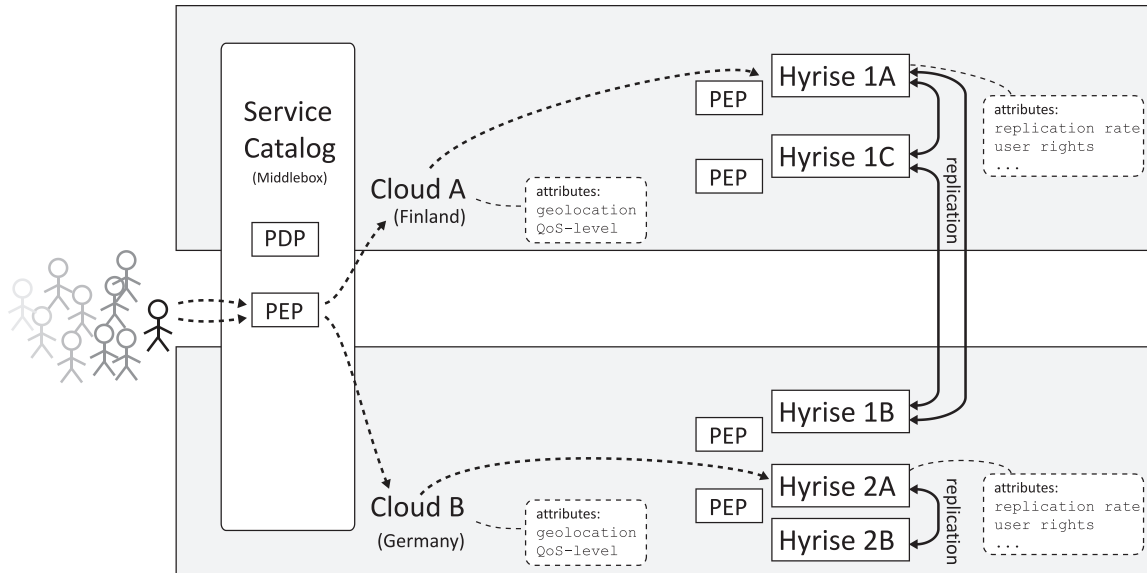 Service
Catalog
(Middlebox)
PDP
PEP
Cloud A
(Finland)
attributes:
geolocation
QoS-level
PEP
Hyrise 1A
PEP
Hyrise 1C
attributes:
replication rate
user rights
...
replication
Cloud B
(Germany)
attributes:
geolocation
QoS-level
PEP
Hyrise 1B
PEP
Hyrise 2A
Hyrise 2B
replication
attributes:
replication rate
user rights
...